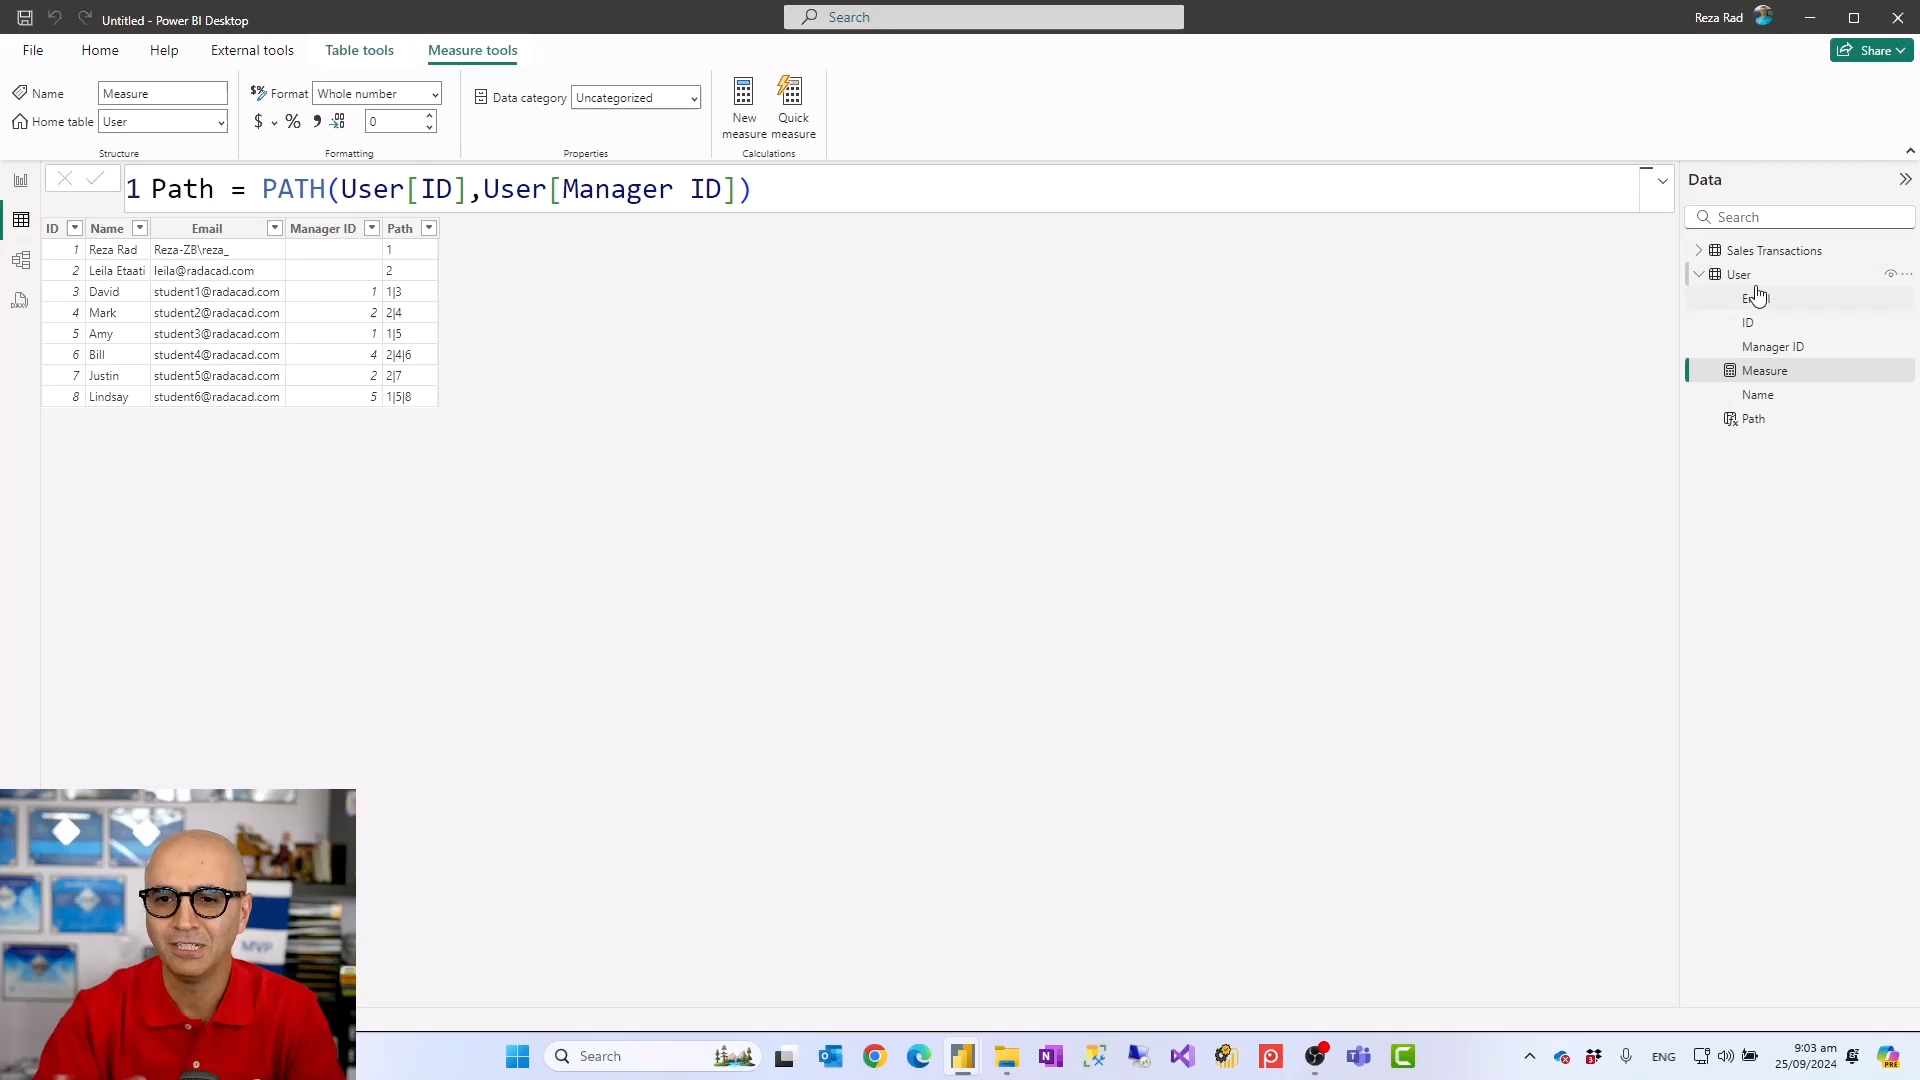 Untitled - Power BI Desktop
Search
Reza Rad
File
Home
Help
External tools
Table tools
Measure tools
Share
Name
Measure
Home table
User
Structure
$% Format
Whole number
$ % 0
Formatting
Data category
Uncategorized
Properties
New measure
Quick measure
Calculations
1 Path = PATH(User[ID],User[Manager ID])
ID Name Email Manager ID Path
1 Reza Rad Reza-ZB\reza_ 1
2 Leila Etaati leila@radacad.com 2
3 David student1@radacad.com 1 1|3
4 Mark student2@radacad.com 2 2|4
5 Amy student3@radacad.com 1 1|5
6 Bill student4@radacad.com 4 2|4|6
7 Justin student5@radacad.com 2 2|7
8 Lindsay student6@radacad.com 5 1|5|8
Data
Search
Sales Transactions
User
ID
Manager ID
Measure
Name
Path
DAX
MVP
Search
ENG
9:03 am
25/09/2024
PRE